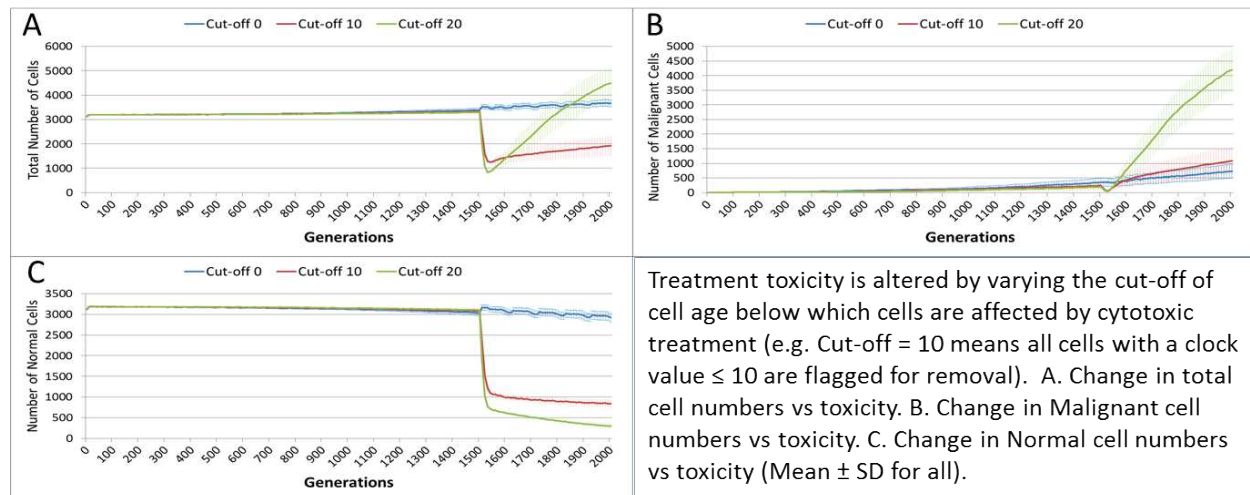 A
Cut-off 0 Cut-off 10 Cut-off 20
Total Number of Cells
6000
5000
4000
3000
2000
1000
0
0 100 200 300 400 500 600 700 800 900 1000 1100 1200 1300 1400 1500 1600 1700 1800 1900 2000
Generations
B
Cut-off 0 Cut-off 10 Cut-off 20
Number of Malignant Cells
5000
4500
4000
3500
3000
2500
2000
1500
1000
500
0
0 100 200 300 400 500 600 700 800 900 1000 1100 1200 1300 1400 1500 1600 1700 1800 1900 2000
Generations
C
Cut-off 0 Cut-off 10 Cut-off 20
Number of Normal Cells
3500
3000
2500
2000
1500
1000
500
0
0 100 200 300 400 500 600 700 800 900 1000 1100 1200 1300 1400 1500 1600 1700 1800 1900 2000
Generations
Treatment toxicity is altered by varying the cut-off of
cell age below which cells are affected by cytotoxic
treatment (e.g. Cut-off = 10 means all cells with a clock
value ≤ 10 are flagged for removal). A. Change in total
cell numbers vs toxicity. B. Change in Malignant cell
numbers vs toxicity. C. Change in Normal cell numbers
vs toxicity (Mean ± SD for all).